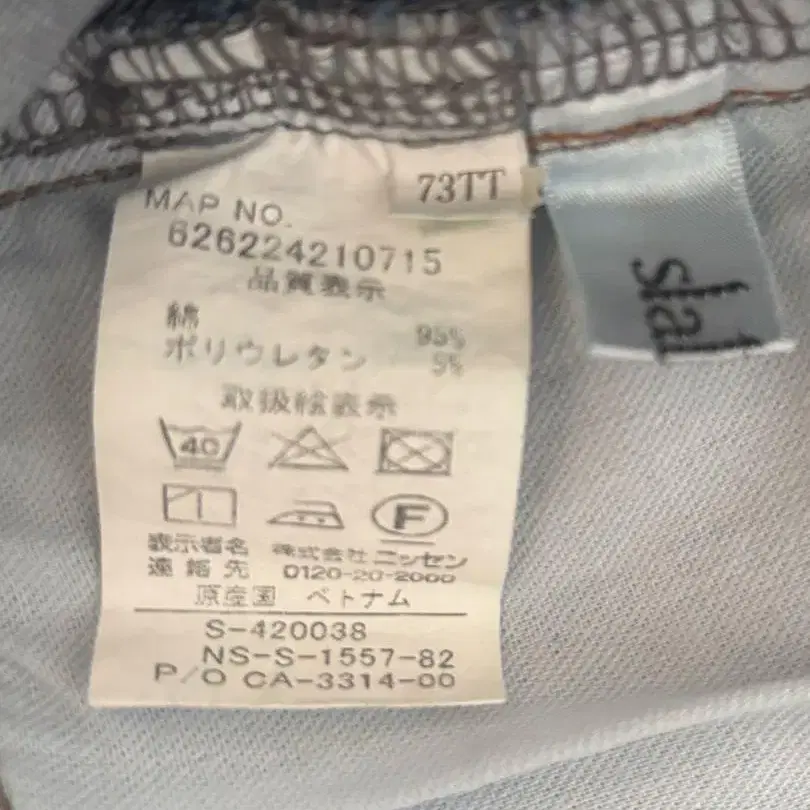 73TT
MAP NO.
626224210715
品質表示
綿 95%
ポリウレタン 5%
取扱絵表示
40
F
表示者名 株式会社ニッセン
連絡先 0120-20-2000
原産国 ベトナム
S-420038
NS-S-1557-82
P/O CA-3314-00